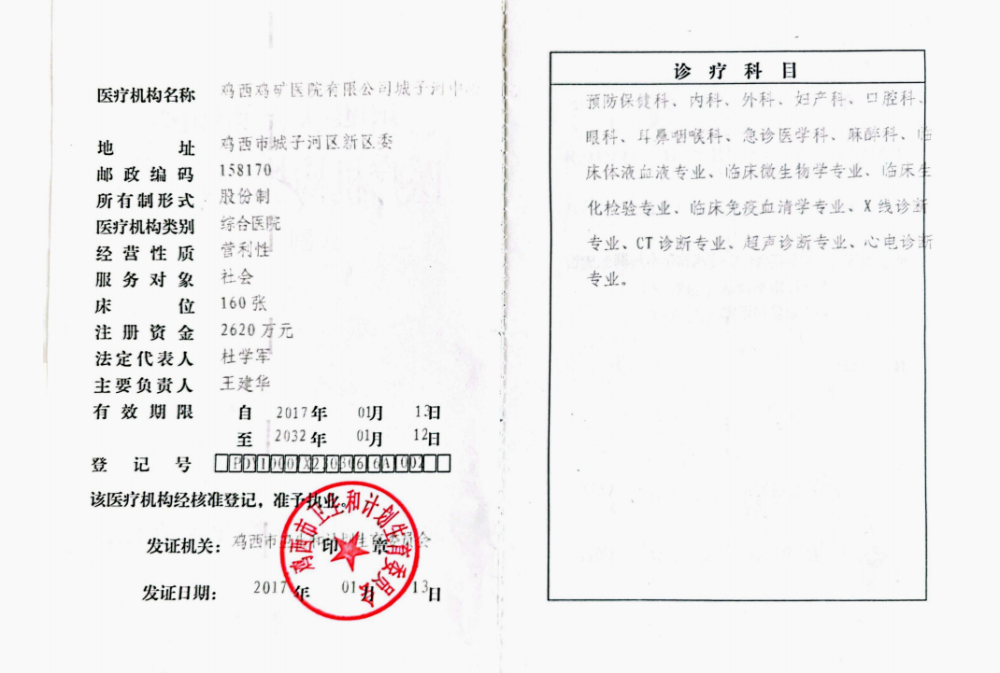 医疗机构名称 鸡西鸡矿医院有限公司城子河中心
地 址 鸡西市城子河区新区委
邮政编码 158170
所有制形式 股份制
医疗机构类别 综合医院
经营性质 营利性
服务对象 社会
床 位 160张
注册资金 2620万元
法定代表人 杜学军
主要负责人 王建华
有效期限 自 2017年 01月 13日
至 2032年 01月 12日
登记号
该医疗机构经核准登记，准予执业。
发证机关： 鸡西市卫生和计划生育委员会
印章
发证日期： 2017年 01月 13日
鸡西市卫生和计划生育委员会
诊疗科目
预防保健科、内科、外科、妇产科、口腔科、
眼科、耳鼻咽喉科、急诊医学科、麻醉科、临
床体液血液专业、临床微生物学专业、临床生
化检验专业、临床免疫血清学专业、X 线诊断
专业、CT 诊断专业、超声诊断专业、心电诊断
专业。